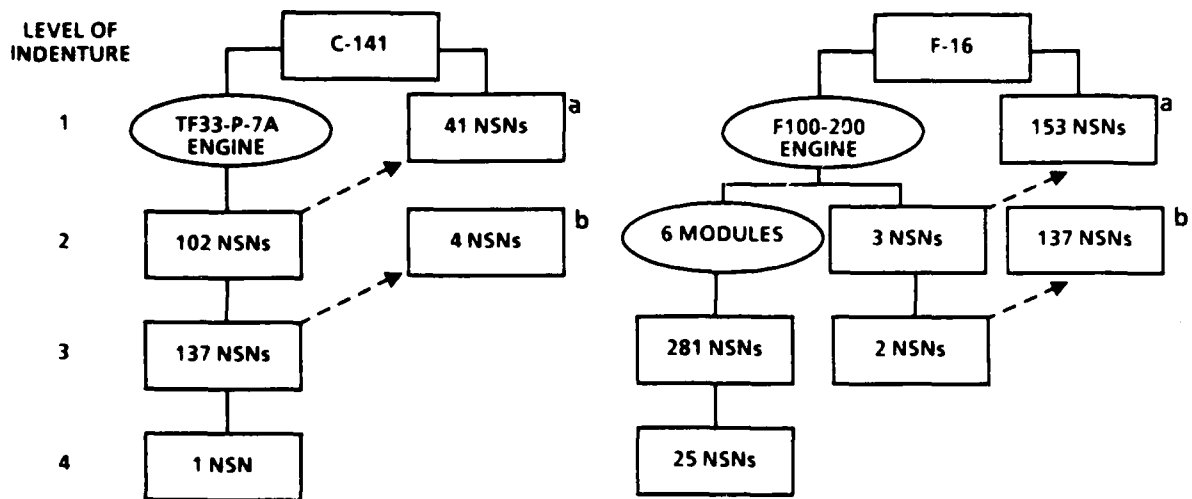 LEVEL OF
INDENTURE
C-141
F-16
1
TF33-P-7A
ENGINE
41 NSNs
a
F100-200
ENGINE
153 NSNs
a
2
102 NSNs
4 NSNs
b
6 MODULES
3 NSNs
137 NSNs
b
3
137 NSNs
281 NSNs
2 NSNs
4
1 NSN
25 NSNs